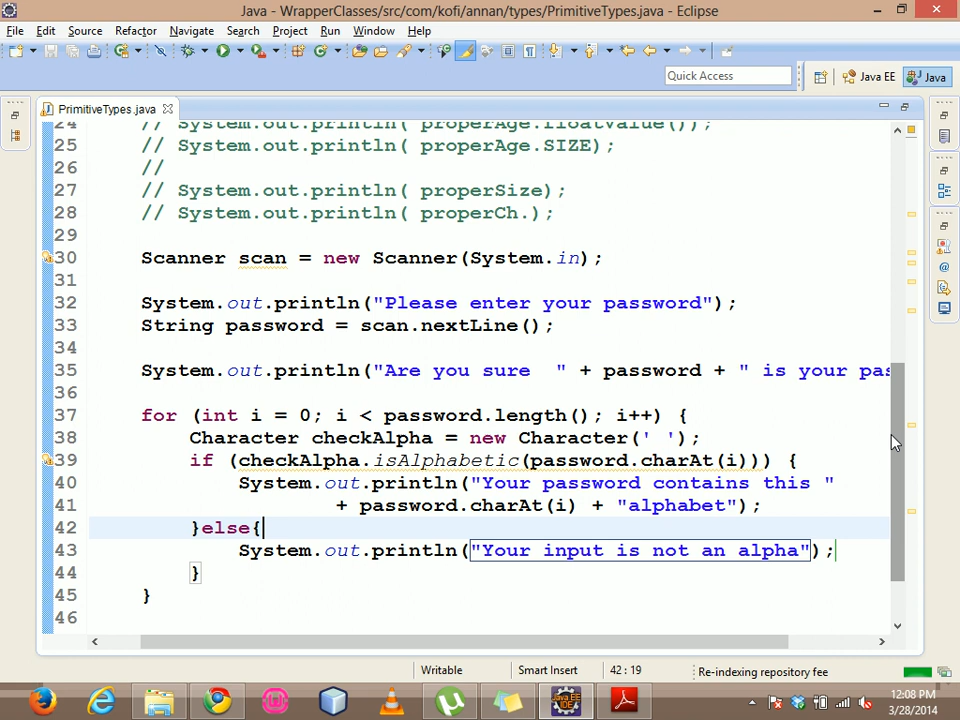 Java - WrapperClasses/src/com/kofi/annan/types/PrimitiveTypes.java - Eclipse
File Edit Source Refactor Navigate Search Project Run Window Help
Quick Access
Java EE
Java
PrimitiveTypes.java
24 // System.out.println( properAge.floatValue());
25 // System.out.println( properAge.SIZE);
26 //
27 // System.out.println( properSize);
28 // System.out.println( properCh.);
29
30 Scanner scan = new Scanner(System.in);
31
32 System.out.println("Please enter your password");
33 String password = scan.nextLine();
34
35 System.out.println("Are you sure  " + password + " is your pas
36
37 for (int i = 0; i < password.length(); i++) {
38 Character checkAlpha = new Character(' ');
39 if (checkAlpha.isAlphabetic(password.charAt(i))) {
40 System.out.println("Your password contains this "
41 + password.charAt(i) + "alphabet");
42 }else{
43 System.out.println("Your input is not an alpha");
44 }
45 }
46
Writable
Smart Insert
42 : 19
Re-indexing repository fee
12:08 PM
3/28/2014